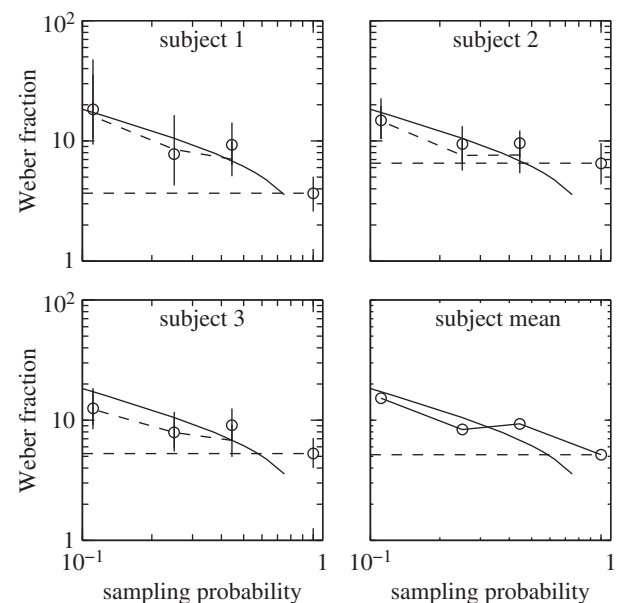 10²
subject 1
subject 2
Weber fraction
10
1
10²
subject 3
subject mean
Weber fraction
10
1
10⁻¹
1
10⁻¹
1
sampling probability
sampling probability